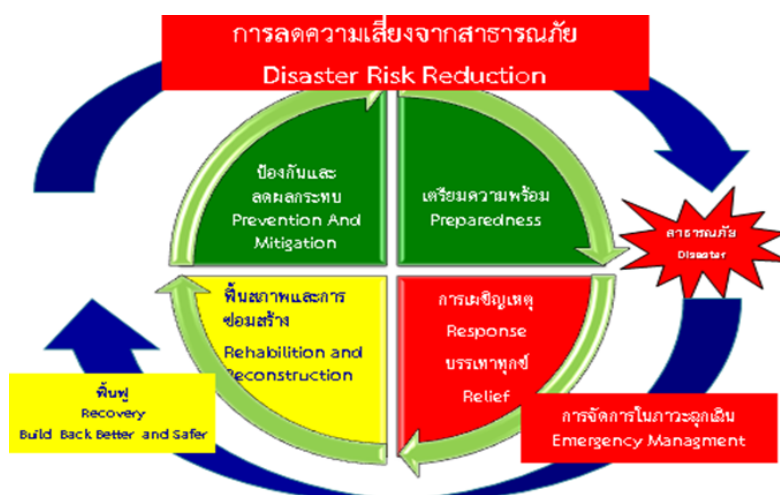 การลดความเสี่ยงจากสาธารณภัย
Disaster Risk Reduction
ป้องกันและ
ลดผลกระทบ
Prevention And
Mitigation
เตรียมความพร้อม
Preparedness
สาธารณภัย
Disaster
ฟื้นสภาพและการ
ซ่อมสร้าง
Rehabilition and
Reconstruction
การเผชิญเหตุ
Response
บรรเทาทุกข์
Relief
ฟื้นฟู
Recovery
Build Back Better and Safer
การจัดการในภาวะฉุกเฉิน
Emergency Managment